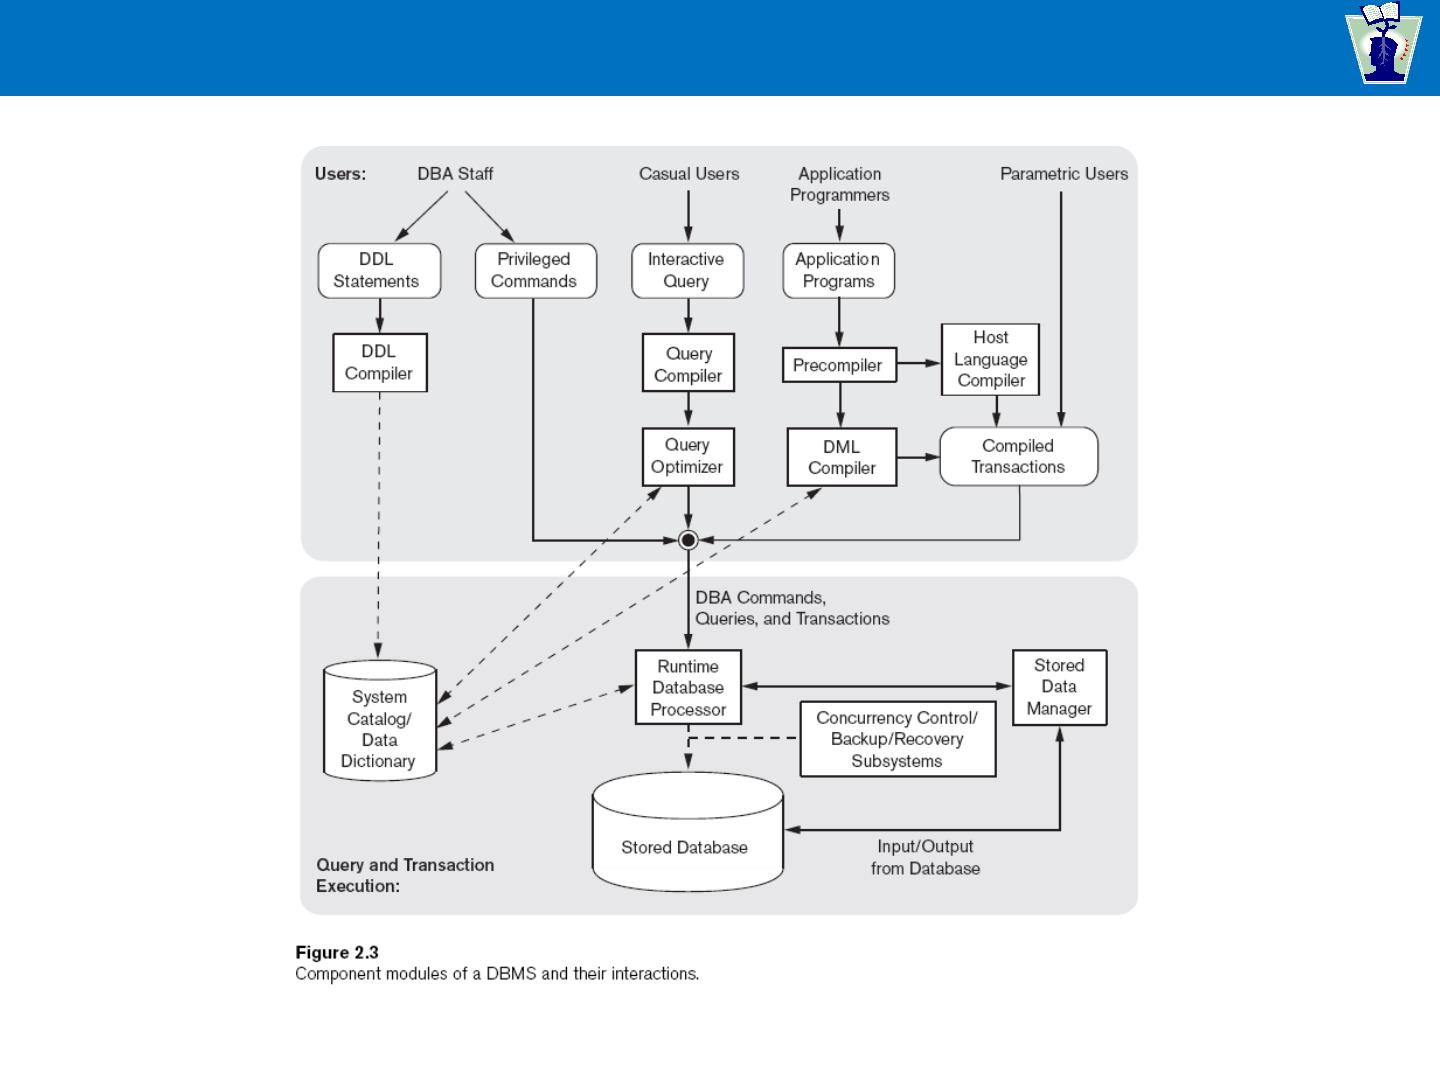 Users:
DBA Staff
Casual Users
Application
Programmers
Parametric Users
DDL
Statements
Privileged
Commands
Interactive
Query
Application
Programs
DDL
Compiler
Query
Compiler
Precompiler
Host
Language
Compiler
Query
Optimizer
DML
Compiler
Compiled
Transactions
DBA Commands,
Queries, and Transactions
System
Catalog/
Data
Dictionary
Runtime
Database
Processor
Stored
Data
Manager
Concurrency Control/
Backup/Recovery
Subsystems
Stored Database
Input/Output
from Database
Query and Transaction
Execution:
Figure 2.3
Component modules of a DBMS and their interactions.